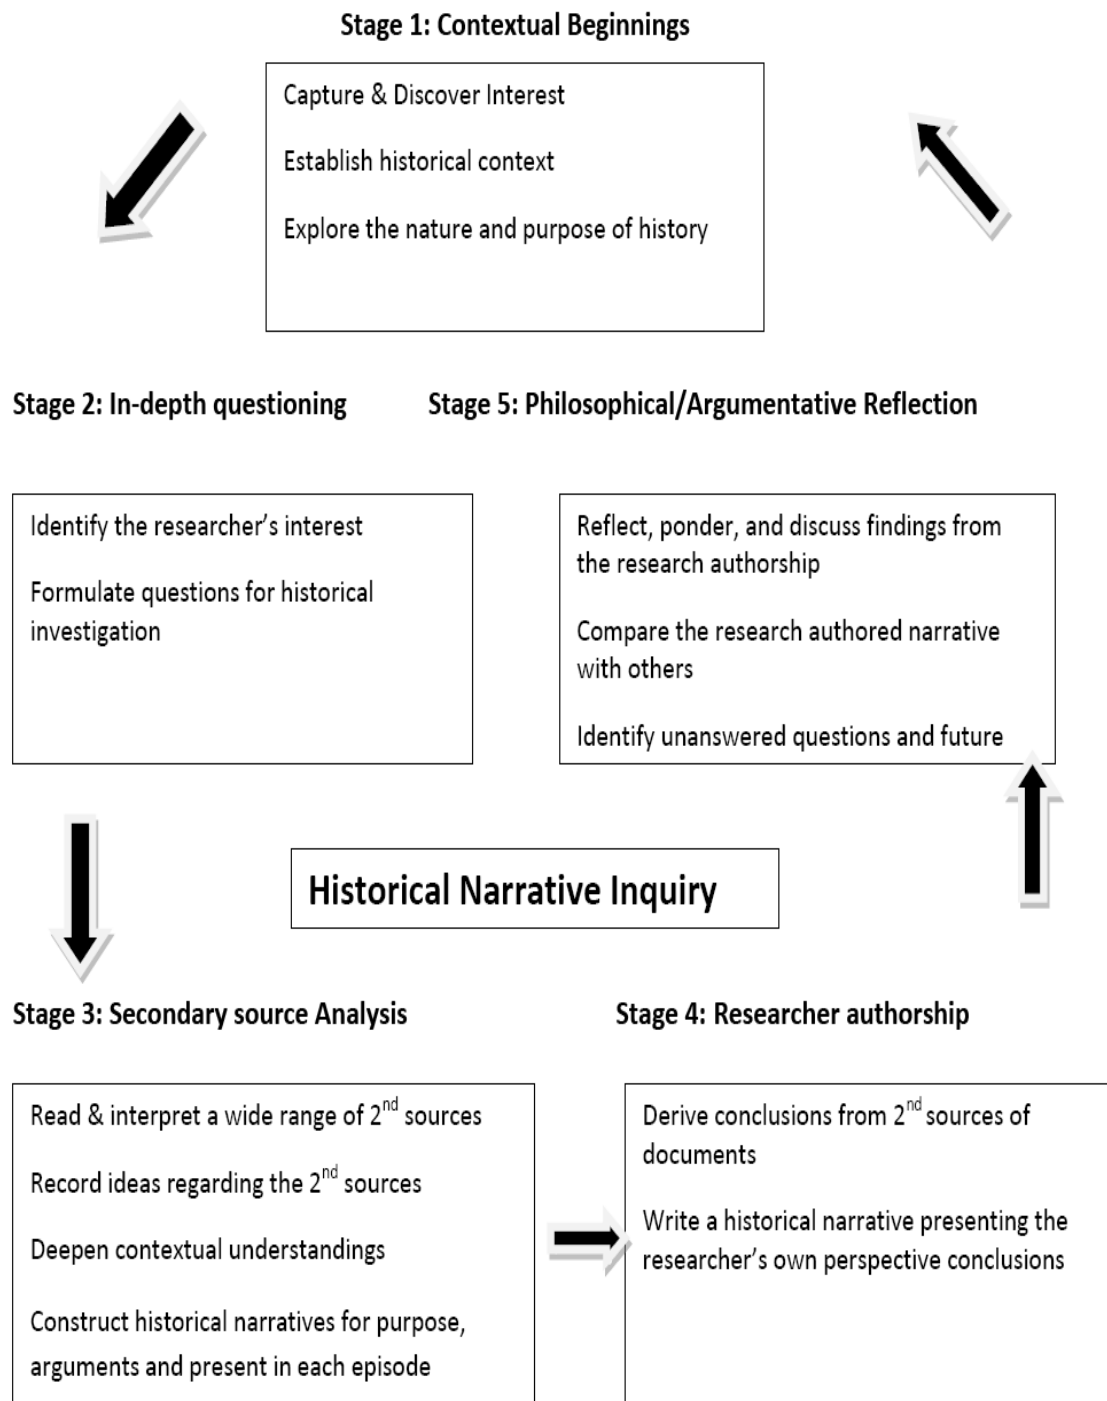 Stage 1: Contextual Beginnings
Capture & Discover Interest
Establish historical context
Explore the nature and purpose of history
Stage 2: In-depth questioning
Identify the researcher's interest
Formulate questions for historical
investigation
Stage 5: Philosophical/Argumentative Reflection
Reflect, ponder, and discuss findings from
the research authorship
Compare the research authored narrative
with others
Identify unanswered questions and future
Historical Narrative Inquiry
Stage 3: Secondary source Analysis
Read & interpret a wide range of 2nd sources
Record ideas regarding the 2nd sources
Deepen contextual understandings
Construct historical narratives for purpose,
arguments and present in each episode
Stage 4: Researcher authorship
Derive conclusions from 2nd sources of
documents
Write a historical narrative presenting the
researcher's own perspective conclusions